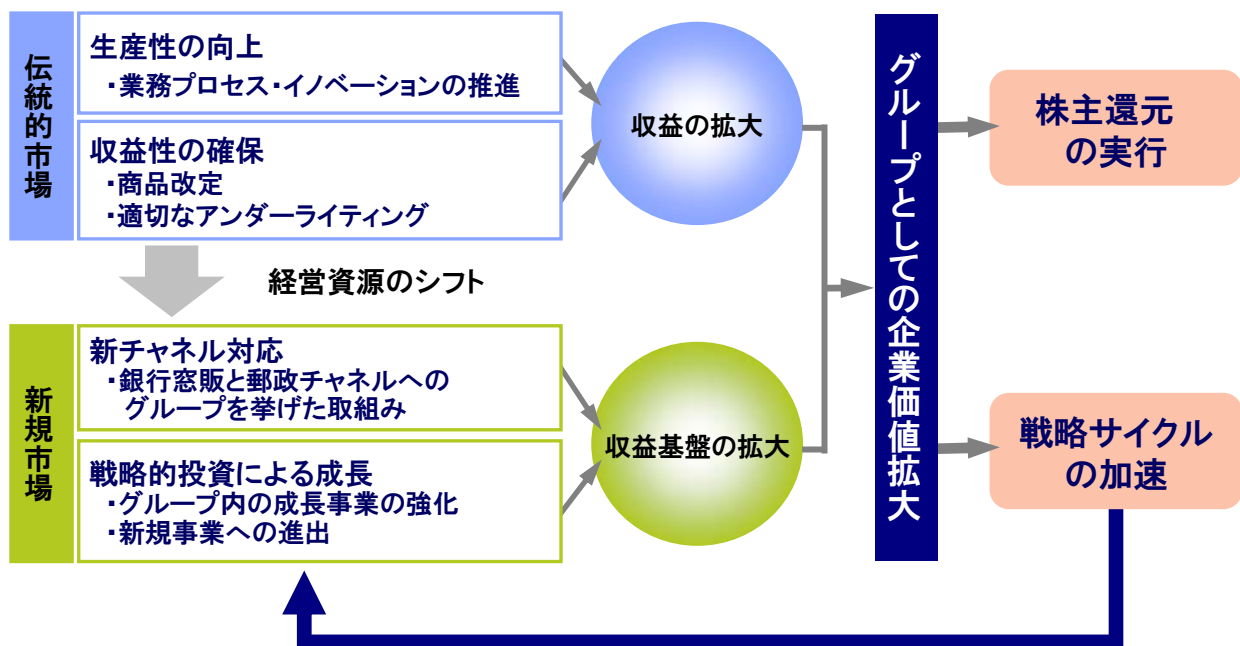 伝統的市場
生産性の向上
・業務プロセス・イノベーションの推進
収益性の確保
・商品改定
・適切なアンダーライティング
収益の拡大
経営資源のシフト
新規市場
新チャネル対応
・銀行窓販と郵政チャネルへの
グループを挙げた取組み
戦略的投資による成長
・グループ内の成長事業の強化
・新規事業への進出
収益基盤の拡大
グループとしての企業価値拡大
株主還元
の実行
戦略サイクル
の加速